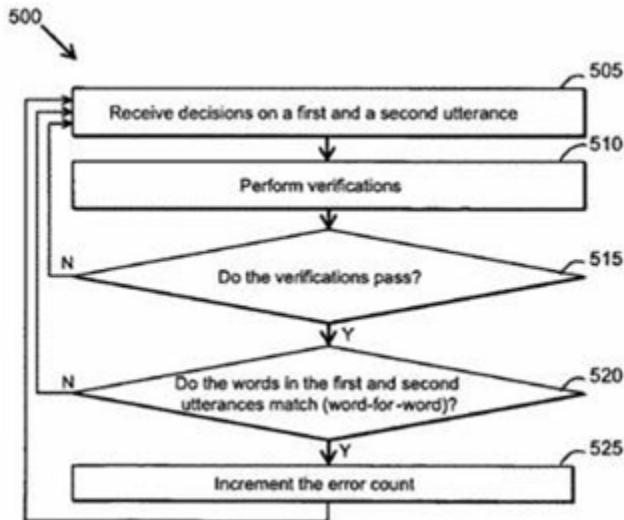 500
505
Receive decisions on a first and a second utterance
510
Perform verifications
515
N
Do the verifications pass?
Y
520
N
Do the words in the first and second
utterances match (word-for-word)?
Y
525
Increment the error count